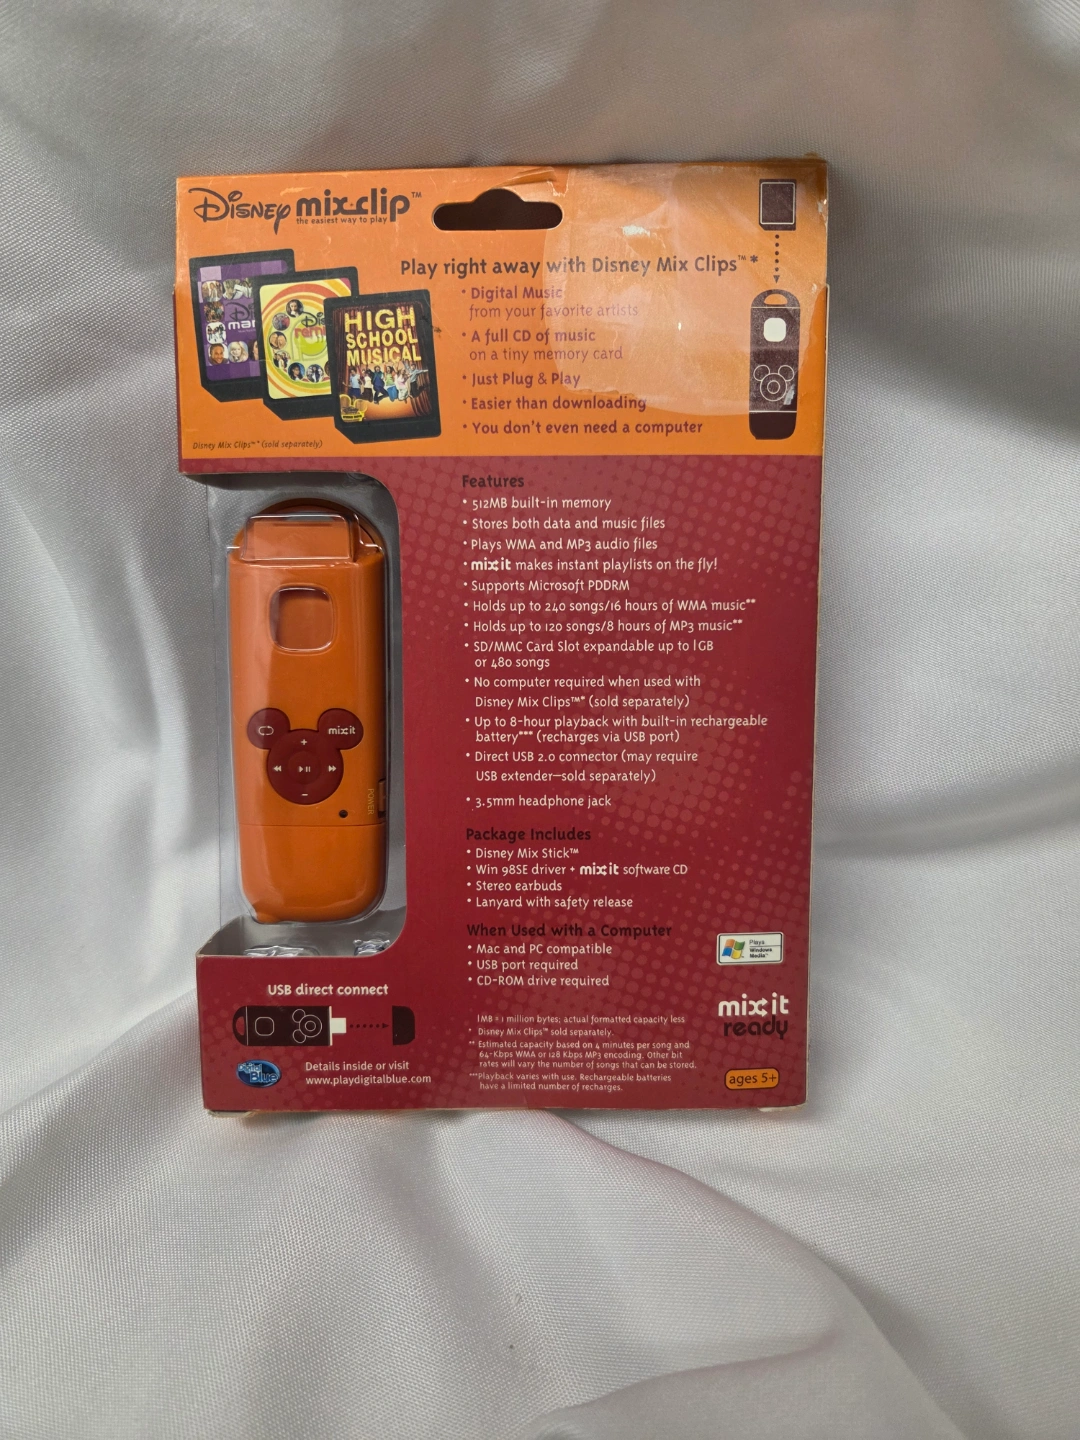 Disney mix clip™
the easiest way to play
Play right away with Disney Mix Clips™*
• Digital Music
from your favorite artists
• A full CD of music
on a tiny memory card
• Just Plug & Play
• Easier than downloading
• You don't even need a computer
HIGH
SCHOOL
MUSICAL
Disney Mix Clips™* (sold separately)
Features
• 512MB built-in memory
• Stores both data and music files
• Plays WMA and MP3 audio files
• mix it makes instant playlists on the fly!
• Supports Microsoft PDDRM
• Holds up to 240 songs/16 hours of WMA music**
• Holds up to 120 songs/8 hours of MP3 music**
• SD/MMC Card Slot expandable up to 1GB
or 480 songs
• No computer required when used with
Disney Mix Clips™* (sold separately)
• Up to 8-hour playback with built-in rechargeable
battery*** (recharges via USB port)
• Direct USB 2.0 connector (may require
USB extender—sold separately)
• 3.5mm headphone jack
mix it
POWER
Package Includes
• Disney Mix Stick™
• Win 98SE driver + mix it software CD
• Stereo earbuds
• Lanyard with safety release
When Used with a Computer
• Mac and PC compatible
• USB port required
• CD-ROM drive required
Plays
Windows
Media™
mix it
ready
ages 5+
1MB = 1 million bytes; actual formatted capacity less
* Disney Mix Clips™ sold separately.
** Estimated capacity based on 4 minutes per song and
64-Kbps WMA or 128 Kbps MP3 encoding. Other bit
rates will vary the number of songs that can be stored.
***Playback varies with use. Rechargeable batteries
have a limited number of recharges.
USB direct connect
Digital
Blue
Details inside or visit
www.playdigitalblue.com